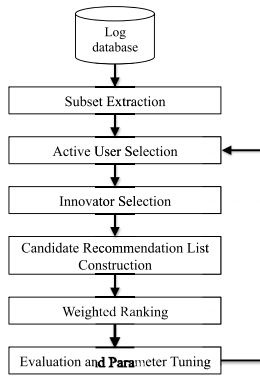 Log
database
Subset Extraction
Active User Selection
Innovator Selection
Candidate Recommendation List
Construction
Weighted Ranking
Evaluation and Parameter Tuning